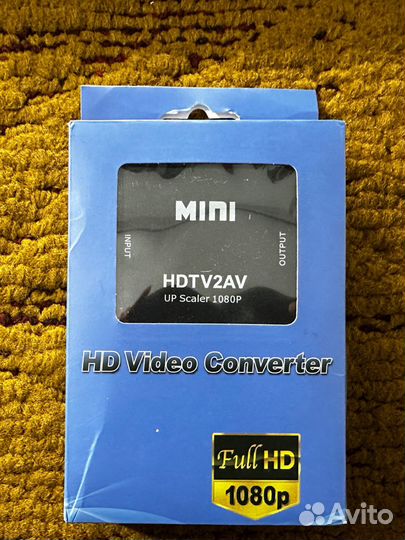 MINI
INPUT
OUTPUT
HDTV2AV
UP Scaler 1080P
HD Video Converter
Full HD
1080p
Avito